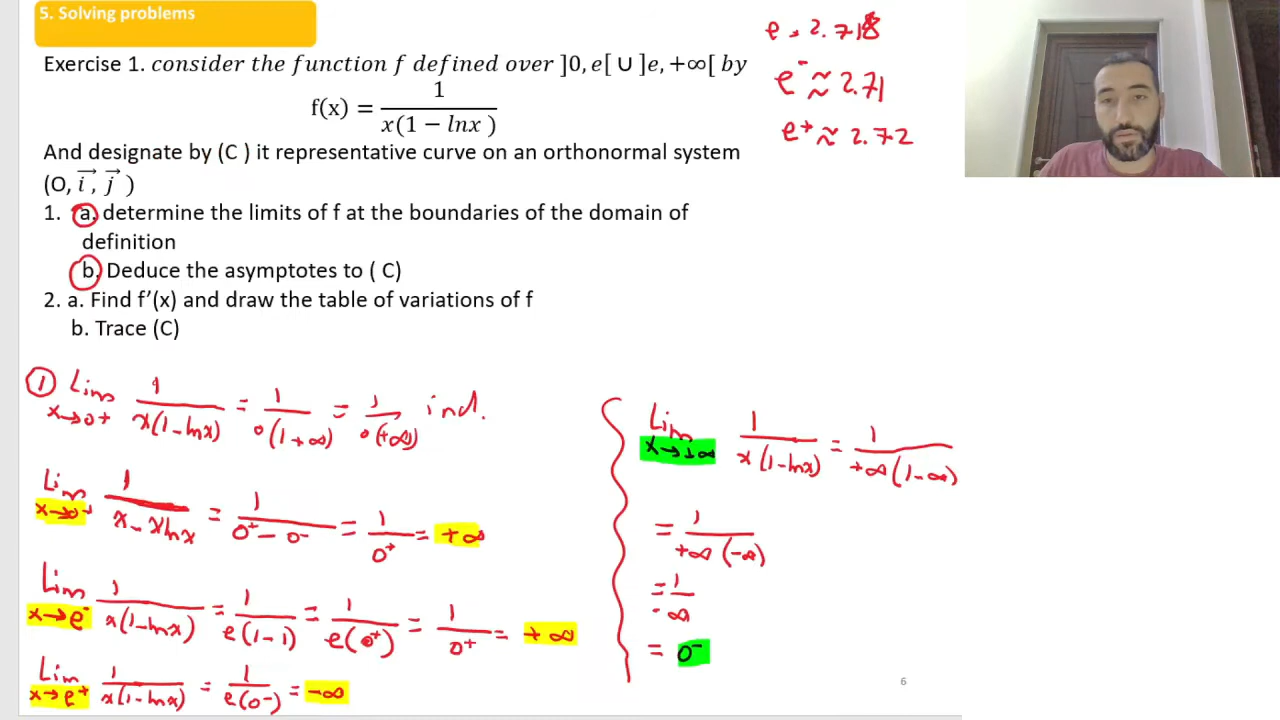 5. Solving problems
Exercise 1. consider the function f defined over ]0, e[ ∪ ]e, +∞[ by
f(x) = 1 / x(1 − lnx )
And designate by (C ) it representative curve on an orthonormal system
(O, i⃗ , j⃗ )
1. a. determine the limits of f at the boundaries of the domain of
definition
b. Deduce the asymptotes to ( C)
2. a. Find f’(x) and draw the table of variations of f
b. Trace (C)
e = 2.718
e⁻ ≈ 2.71
e⁺ ≈ 2.72
① Lim x→0+ 1 / x(1-lnx) = 1 / 0(1+∞) = 1 / 0(+∞) ind.
Lim x→0+ 1 / x - xlnx = 1 / 0⁺ - 0⁻ = 1 / 0⁺ = +∞
Lim x→e⁻ 1 / x(1-lnx) = 1 / e(1-1) = 1 / e(0⁺) = 1 / 0⁺ = +∞
Lim x→e⁺ 1 / x(1-lnx) = 1 / e(0⁻) = -∞
Lim x→+∞ 1 / x(1-lnx) = 1 / +∞(1-∞)
= 1 / +∞(-∞)
= 1 / -∞
= 0⁻
6